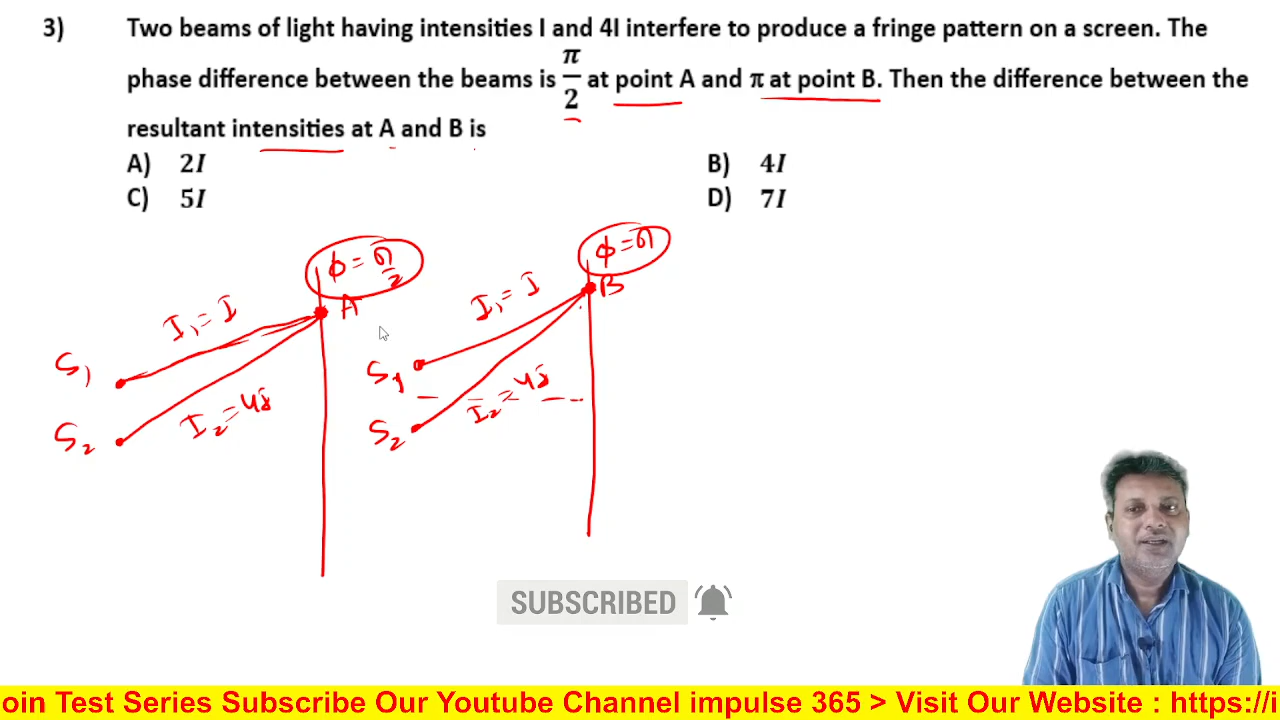 3) Two beams of light having intensities I and 4I interfere to produce a fringe pattern on a screen. The
phase difference between the beams is π/2 at point A and π at point B. Then the difference between the
resultant intensities at A and B is
A) 2I B) 4I
C) 5I D) 7I
ϕ = π/2
ϕ = π
A
B
I₁ = I
I₁ = I
S₁
S₁
I₂ = 4I
I₂ = 4I
S₂
S₂
SUBSCRIBED
oin Test Series Subscribe Our Youtube Channel impulse 365 > Visit Our Website : https://i